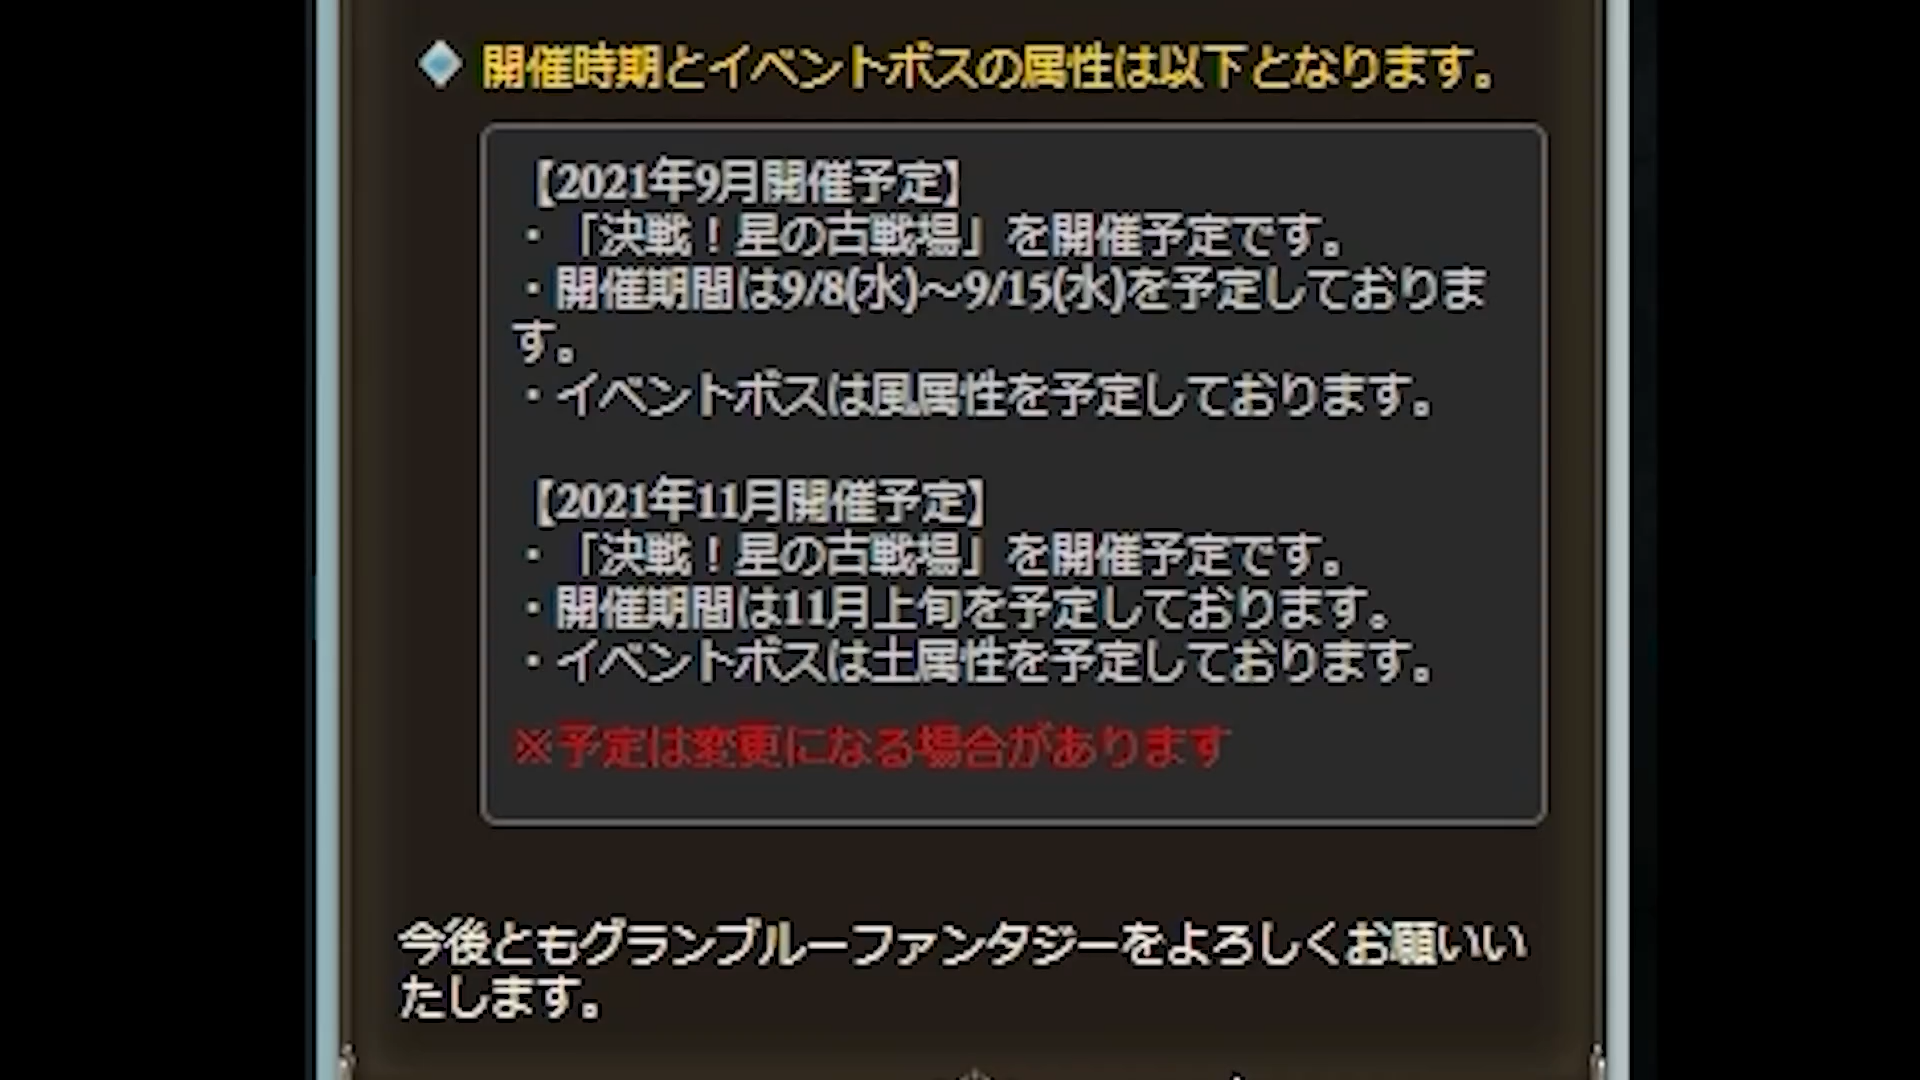 開催時期とイベントボスの属性は以下となります。
【2021年9月開催予定】
・「決戦！星の古戦場」を開催予定です。
・開催期間は9/8(水)～9/15(水)を予定しておりま
す。
・イベントボスは風属性を予定しております。
【2021年11月開催予定】
・「決戦！星の古戦場」を開催予定です。
・開催期間は11月上旬を予定しております。
・イベントボスは土属性を予定しております。
※予定は変更になる場合があります
今後ともグランブルーファンタジーをよろしくお願いい
たします。